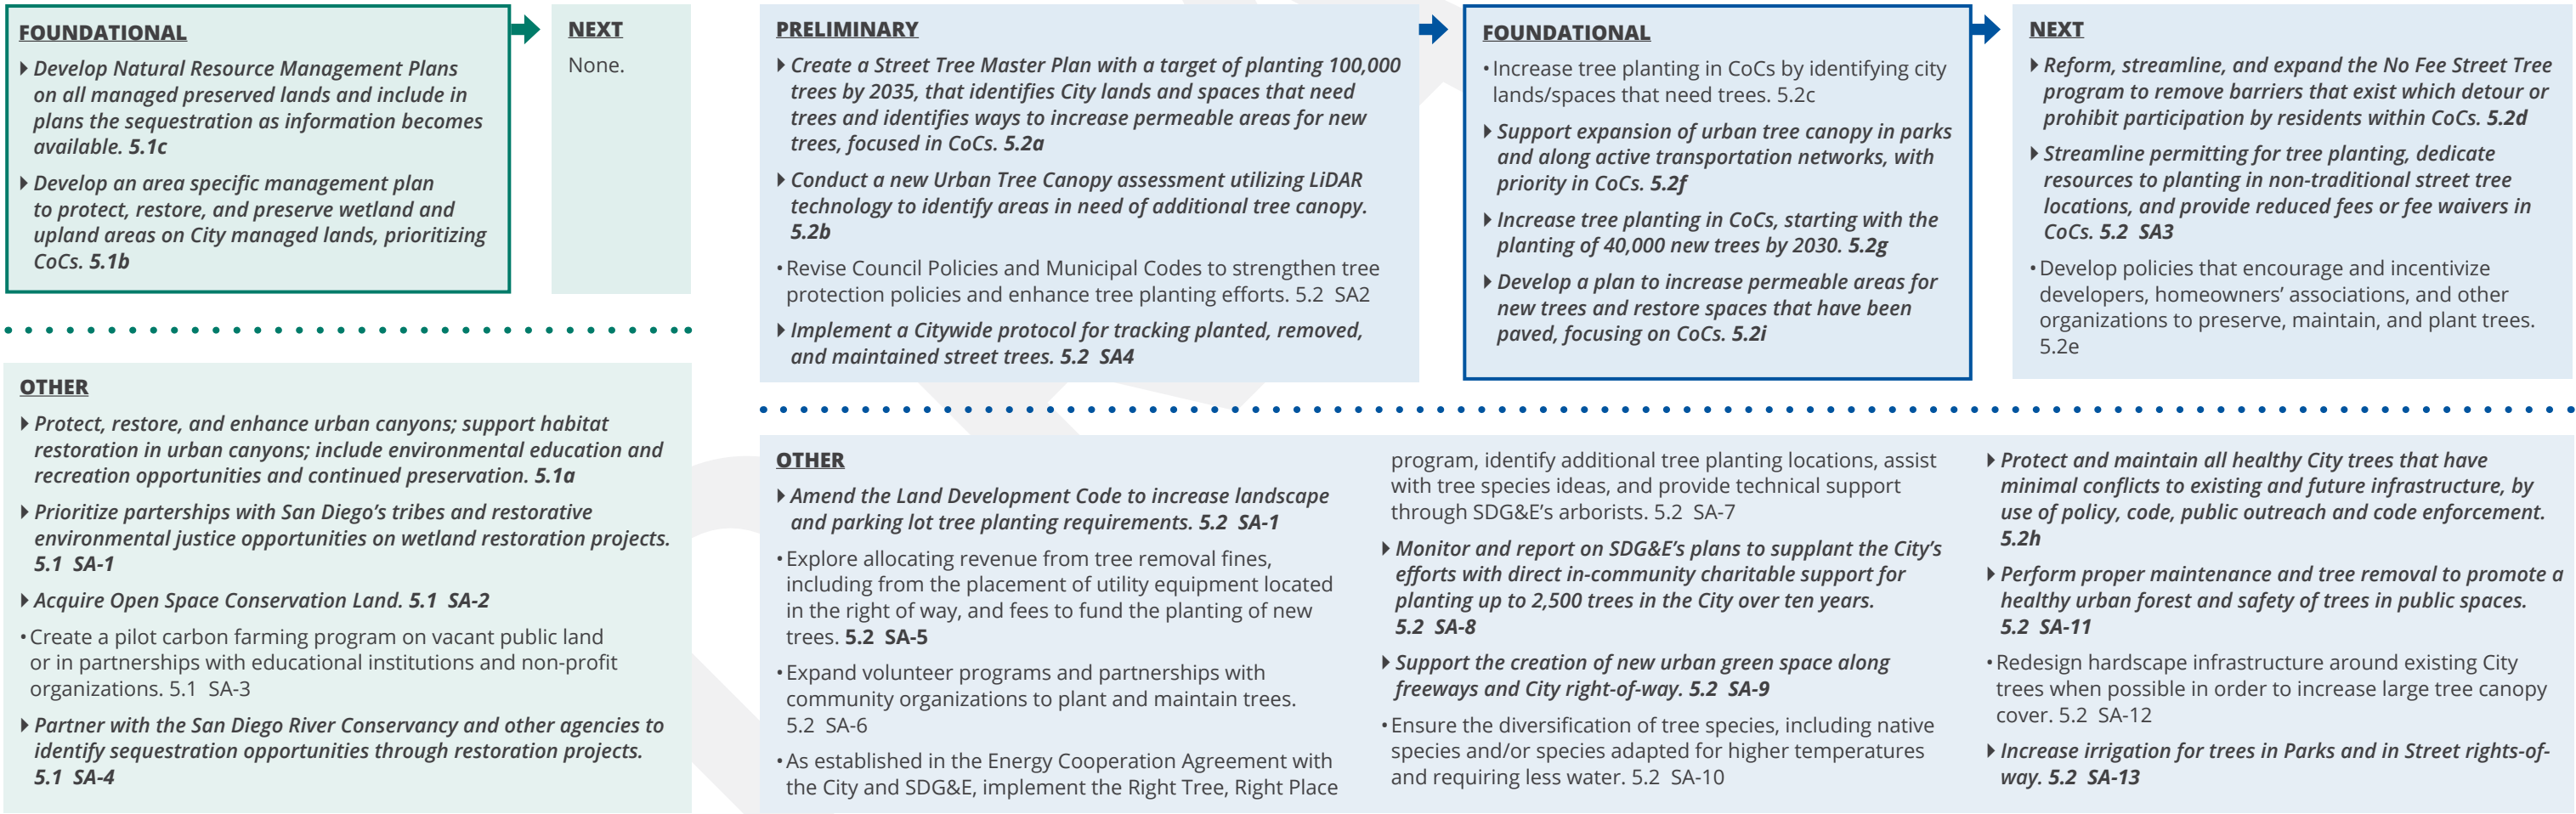 FOUNDATIONAL
Develop Natural Resource Management Plans
on all managed preserved lands and include in
plans the sequestration as information becomes
available. 5.1c
Develop an area specific management plan
to protect, restore, and preserve wetland and
upland areas on City managed lands, prioritizing
CoCs. 5.1b
NEXT
None.
OTHER
Protect, restore, and enhance urban canyons; support habitat
restoration in urban canyons; include environmental education and
recreation opportunities and continued preservation. 5.1a
Prioritize parterships with San Diego’s tribes and restorative
environmental justice opportunities on wetland restoration projects.
5.1 SA-1
Acquire Open Space Conservation Land. 5.1 SA-2
• Create a pilot carbon farming program on vacant public land
or in partnerships with educational institutions and non-profit
organizations. 5.1 SA-3
Partner with the San Diego River Conservancy and other agencies to
identify sequestration opportunities through restoration projects.
5.1 SA-4
PRELIMINARY
Create a Street Tree Master Plan with a target of planting 100,000
trees by 2035, that identifies City lands and spaces that need
trees and identifies ways to increase permeable areas for new
trees, focused in CoCs. 5.2a
Conduct a new Urban Tree Canopy assessment utilizing LiDAR
technology to identify areas in need of additional tree canopy.
5.2b
• Revise Council Policies and Municipal Codes to strengthen tree
protection policies and enhance tree planting efforts. 5.2 SA2
Implement a Citywide protocol for tracking planted, removed,
and maintained street trees. 5.2 SA4
FOUNDATIONAL
• Increase tree planting in CoCs by identifying city
lands/spaces that need trees. 5.2c
Support expansion of urban tree canopy in parks
and along active transportation networks, with
priority in CoCs. 5.2f
Increase tree planting in CoCs, starting with the
planting of 40,000 new trees by 2030. 5.2g
Develop a plan to increase permeable areas for
new trees and restore spaces that have been
paved, focusing on CoCs. 5.2i
NEXT
Reform, streamline, and expand the No Fee Street Tree
program to remove barriers that exist which detour or
prohibit participation by residents within CoCs. 5.2d
Streamline permitting for tree planting, dedicate
resources to planting in non-traditional street tree
locations, and provide reduced fees or fee waivers in
CoCs. 5.2 SA3
• Develop policies that encourage and incentivize
developers, homeowners’ associations, and other
organizations to preserve, maintain, and plant trees.
5.2e
OTHER
Amend the Land Development Code to increase landscape
and parking lot tree planting requirements. 5.2 SA-1
• Explore allocating revenue from tree removal fines,
including from the placement of utility equipment located
in the right of way, and fees to fund the planting of new
trees. 5.2 SA-5
• Expand volunteer programs and partnerships with
community organizations to plant and maintain trees.
5.2 SA-6
• As established in the Energy Cooperation Agreement with
the City and SDG&E, implement the Right Tree, Right Place
program, identify additional tree planting locations, assist
with tree species ideas, and provide technical support
through SDG&E’s arborists. 5.2 SA-7
Monitor and report on SDG&E’s plans to supplant the City’s
efforts with direct in-community charitable support for
planting up to 2,500 trees in the City over ten years.
5.2 SA-8
Support the creation of new urban green space along
freeways and City right-of-way. 5.2 SA-9
• Ensure the diversification of tree species, including native
species and/or species adapted for higher temperatures
and requiring less water. 5.2 SA-10
Protect and maintain all healthy City trees that have
minimal conflicts to existing and future infrastructure, by
use of policy, code, public outreach and code enforcement.
5.2h
Perform proper maintenance and tree removal to promote a
healthy urban forest and safety of trees in public spaces.
5.2 SA-11
• Redesign hardscape infrastructure around existing City
trees when possible in order to increase large tree canopy
cover. 5.2 SA-12
Increase irrigation for trees in Parks and in Street rights-of-
way. 5.2 SA-13